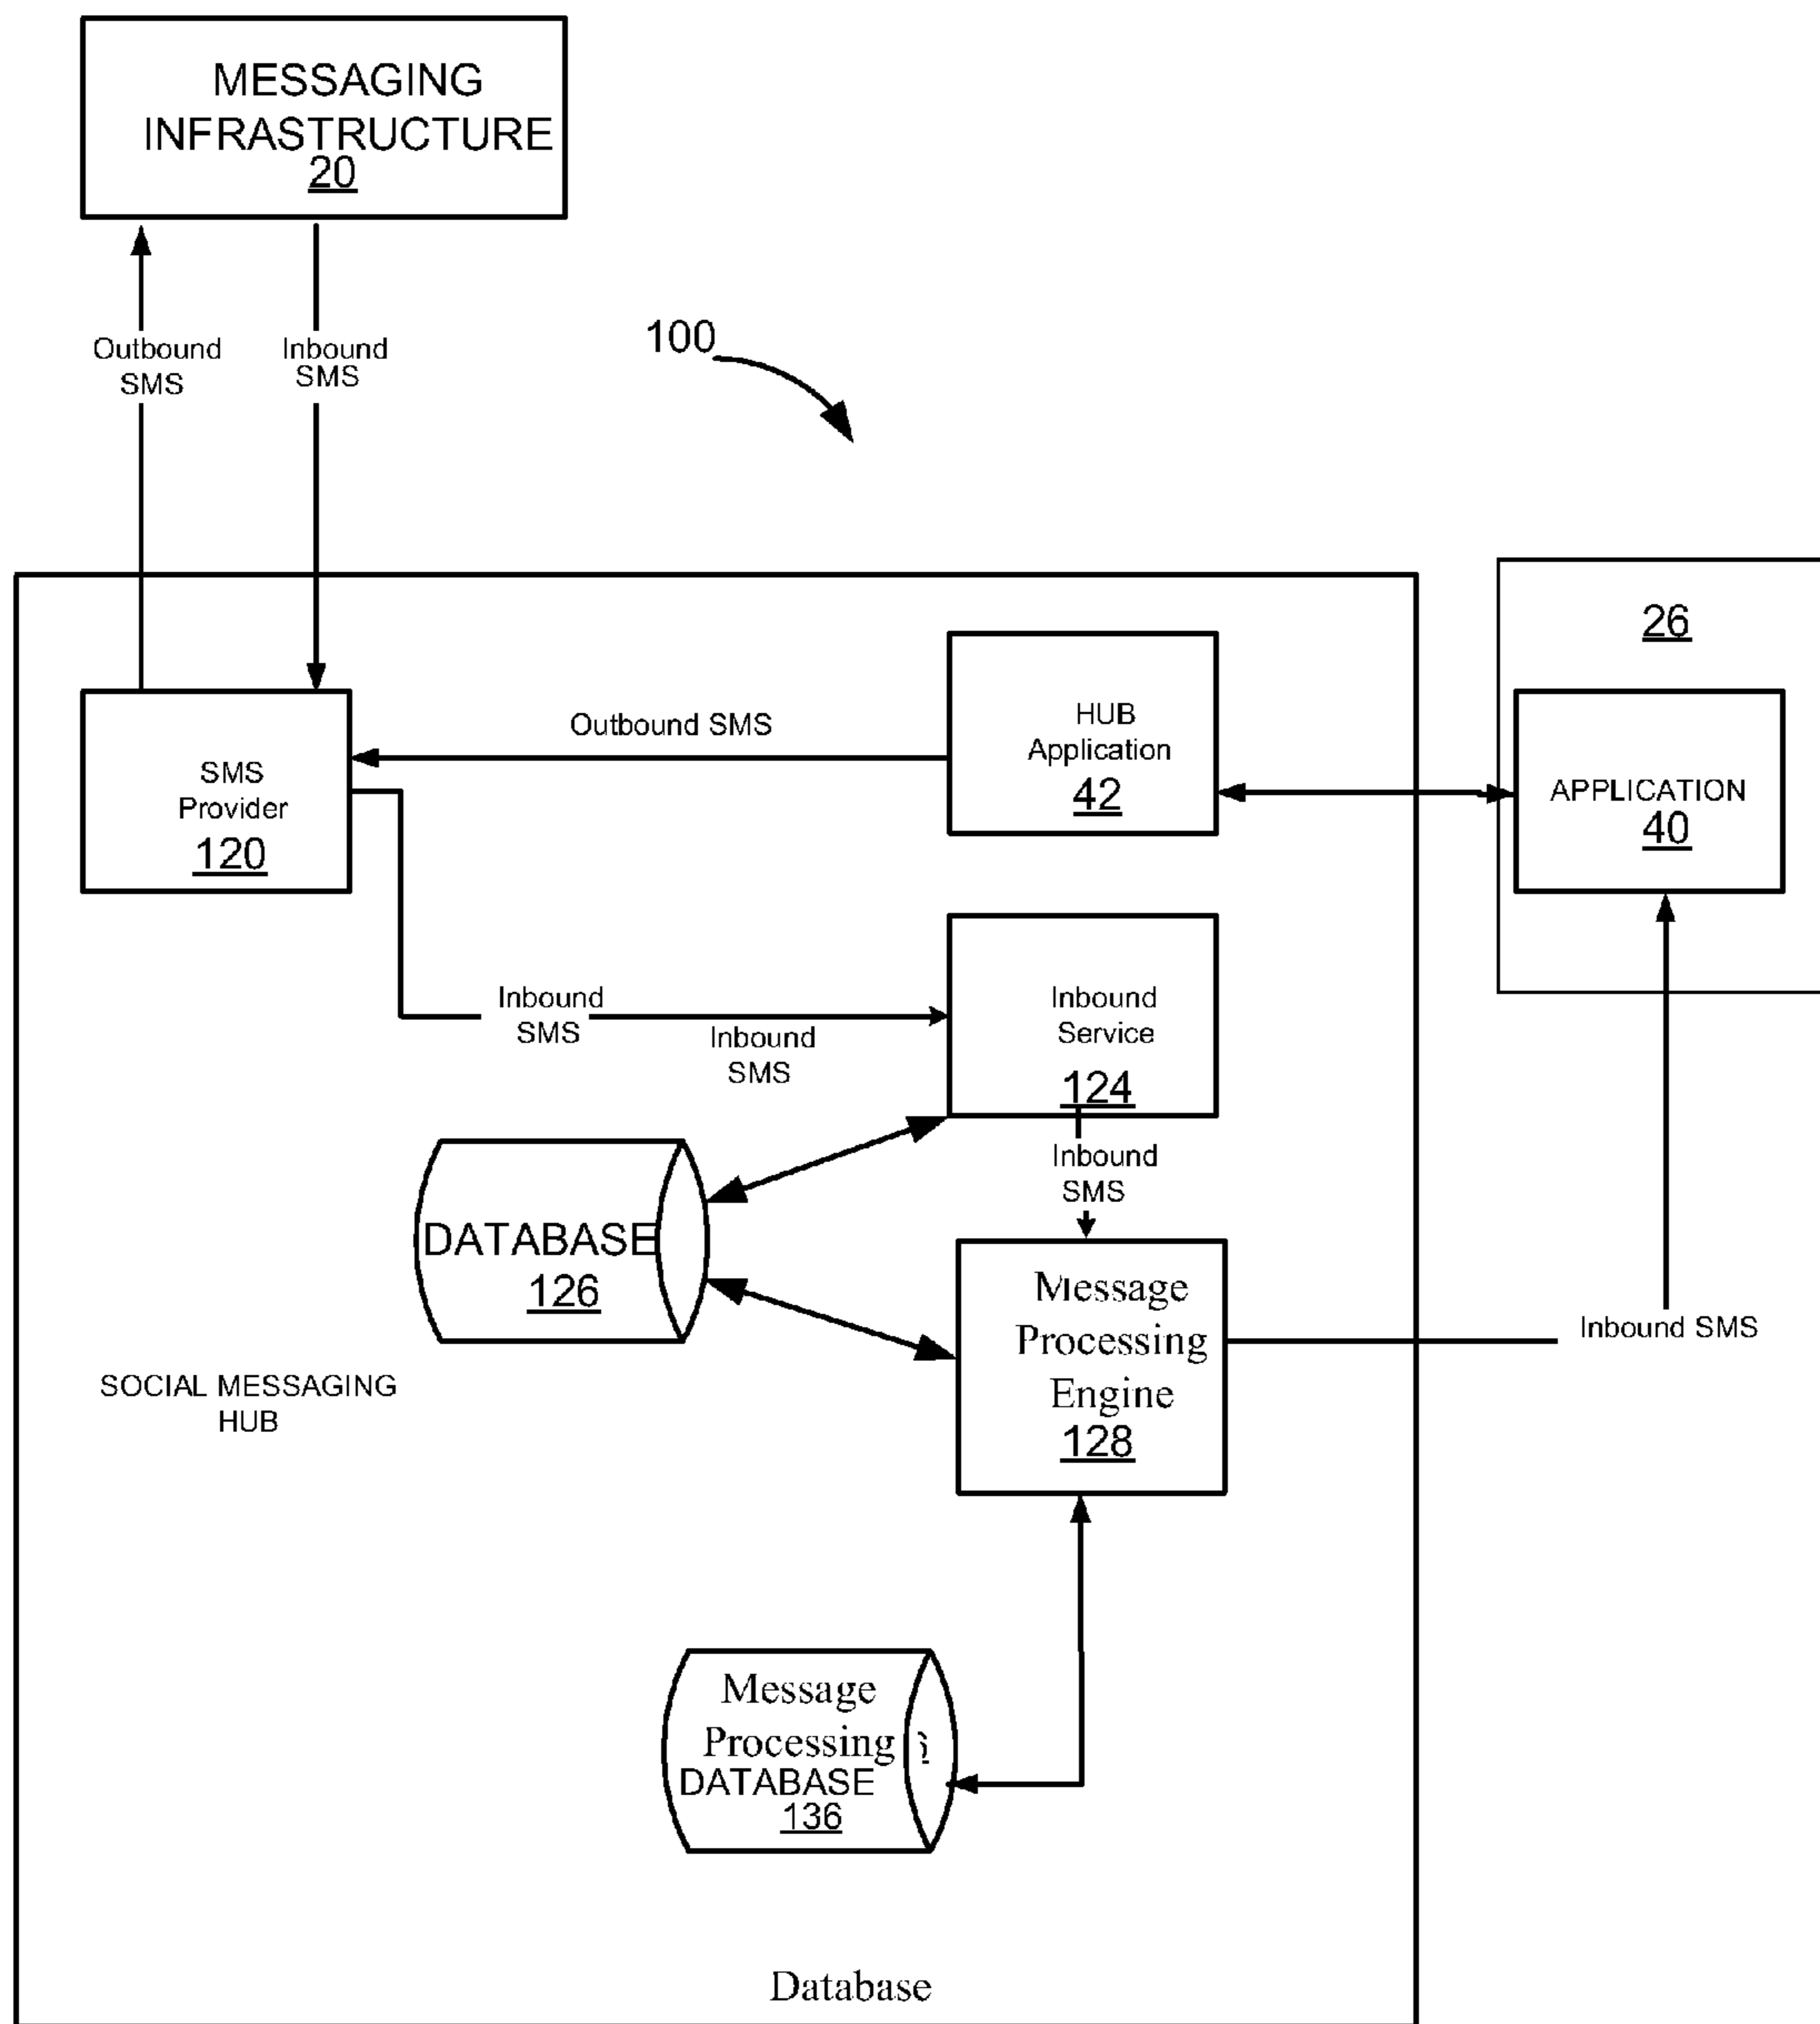 MESSAGING
INFRASTRUCTURE
20
Outbound
SMS
Inbound
SMS
100
26
HUB
Application
42
Outbound SMS
SMS
Provider
120
APPLICATION
40
Inbound
SMS
Inbound
SMS
Inbound
Service
124
Inbound
SMS
DATABASE
126
Message
Processing
Engine
128
Inbound SMS
SOCIAL MESSAGING
HUB
Message
Processing
DATABASE
136
Database